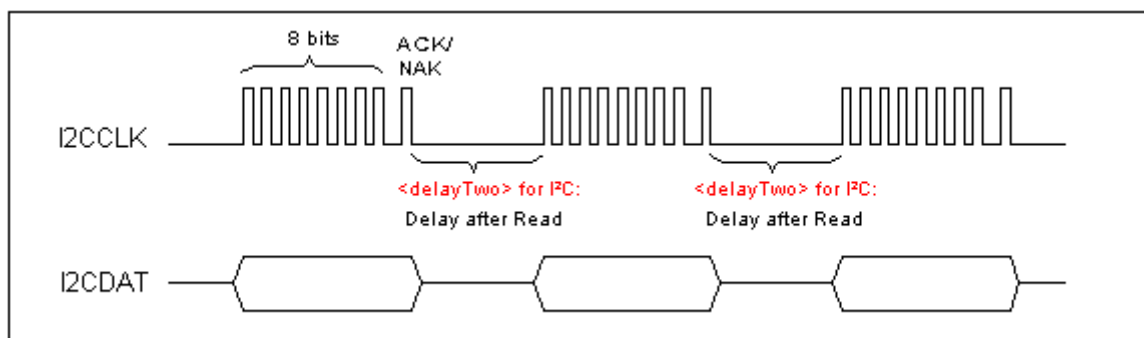 8 bits
ACK/
NAK
I2CCLK
<delayTwo> for I²C:
Delay after Read
<delayTwo> for I²C:
Delay after Read
I2CDAT